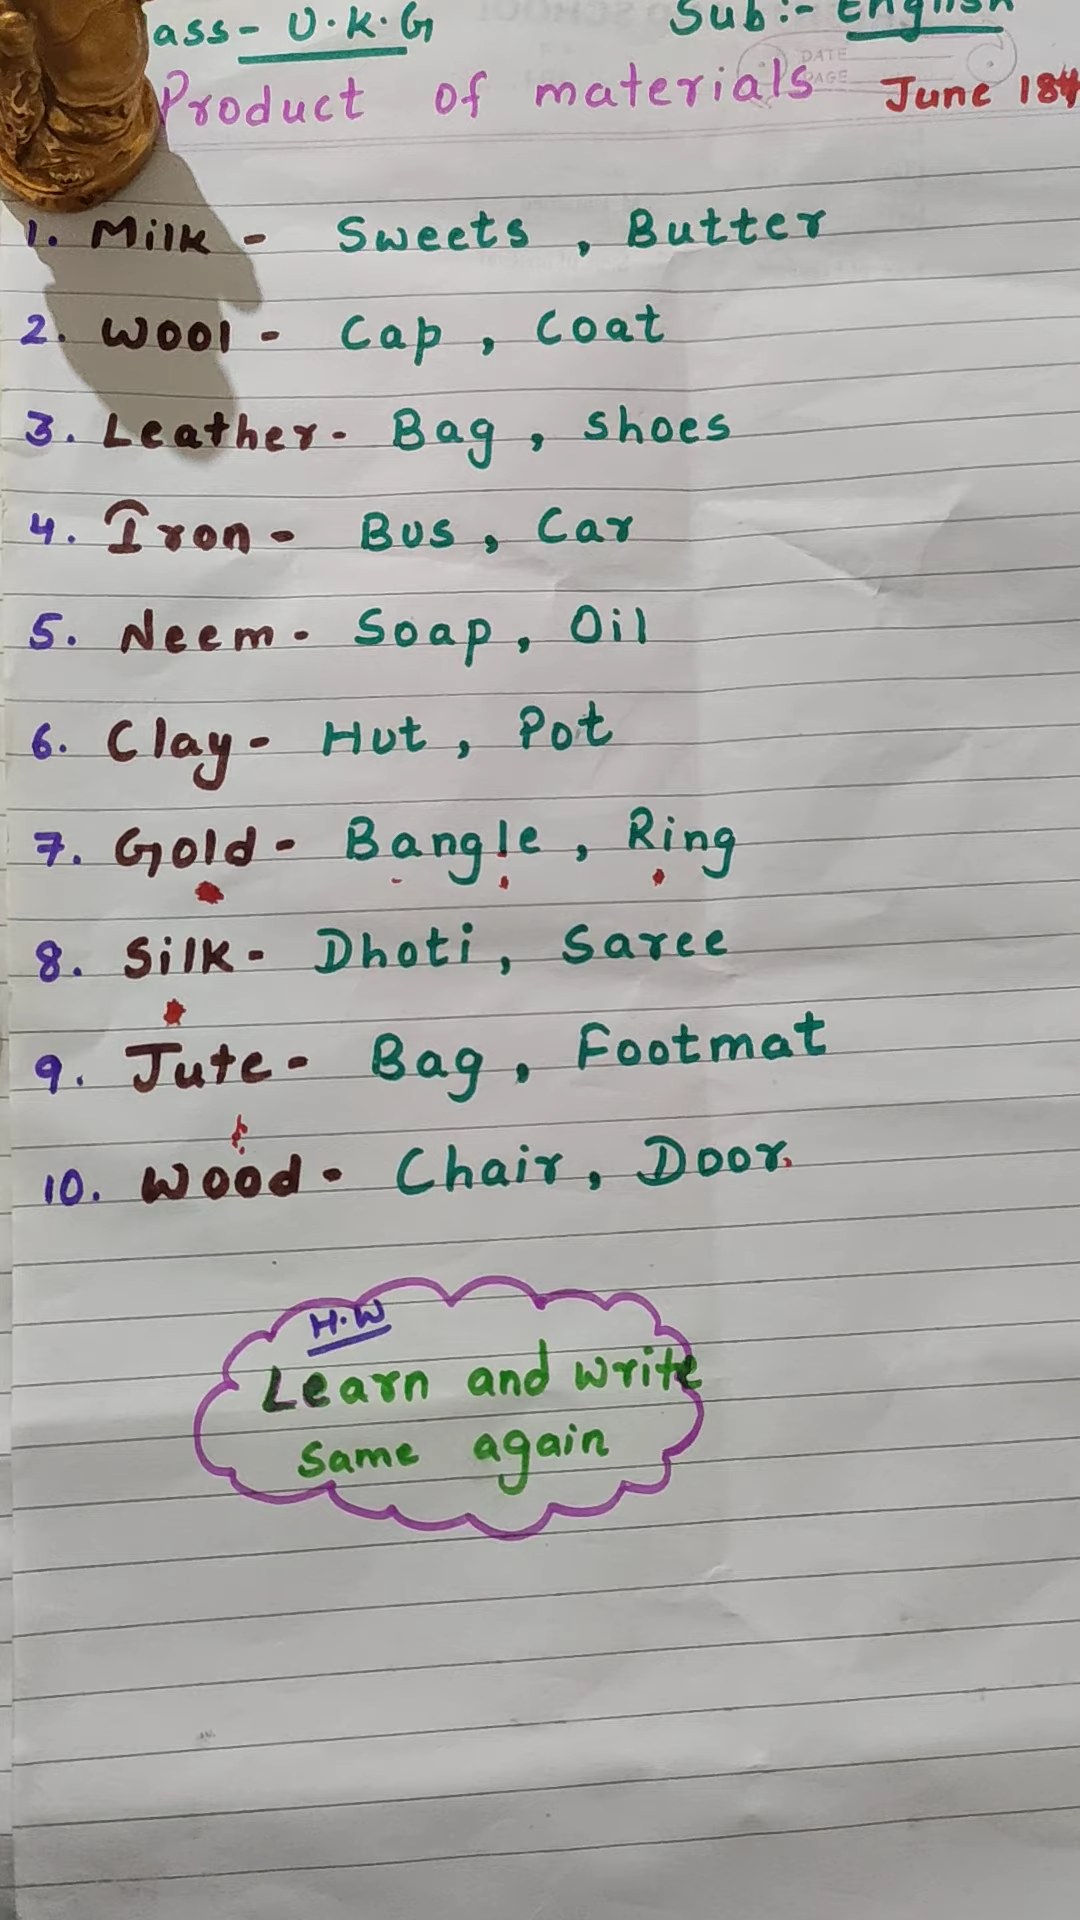 ass- U.K.G Sub:- English
DATE
PAGE
Product of materials June 18
1. Milk - Sweets , Butter
2. Wool - Cap , Coat
3. Leather - Bag , shoes
4. Iron - Bus , Car
5. Neem - Soap , Oil
6. Clay - Hut , Pot
7. Gold - Bangle , Ring
8. Silk - Dhoti , Saree
9. Jute - Bag , Footmat
10. Wood - Chair , Door.
H.W
Learn and write
same again